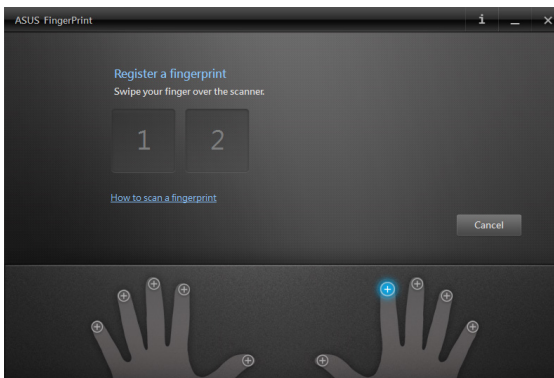 ASUS FingerPrint
Register a fingerprint
Swipe your finger over the scanner.
1 2
How to scan a fingerprint
Cancel